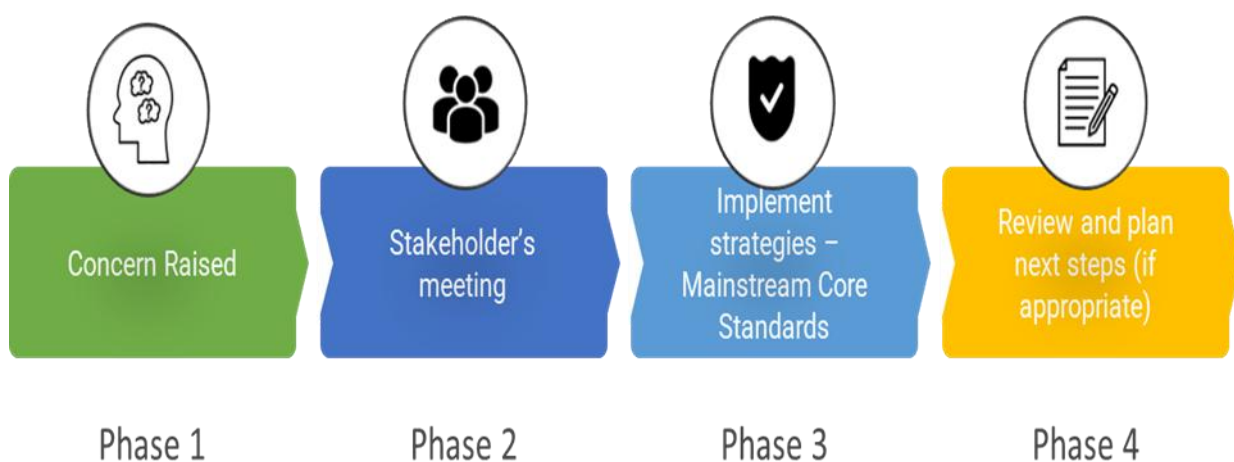 Concern Raised
Stakeholder's
meeting
Implement
strategies –
Mainstream Core
Standards
Review and plan
next steps (if
appropriate)
Phase 1
Phase 2
Phase 3
Phase 4